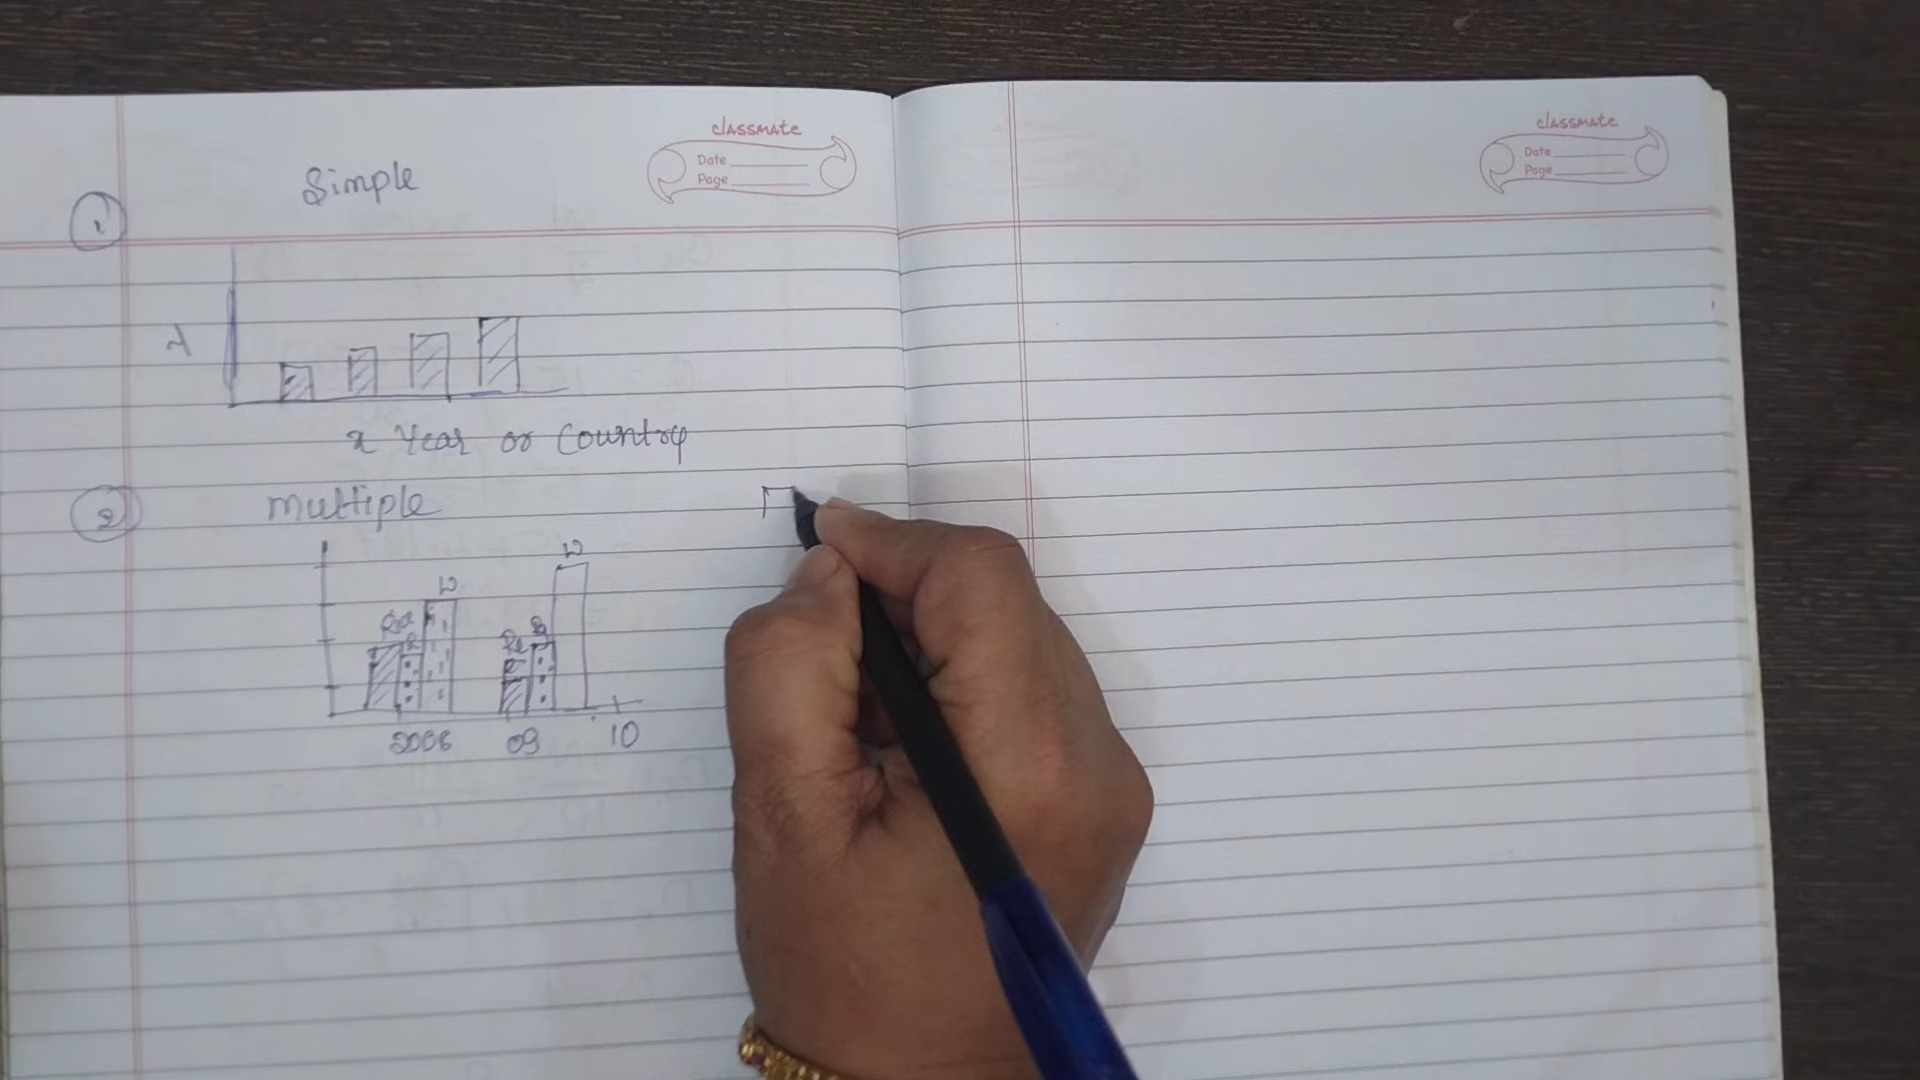 classmate
Date
Page
classmate
Date
Page
1
Simple
x Year or Country
2
multiple
W
W
2008 09 10